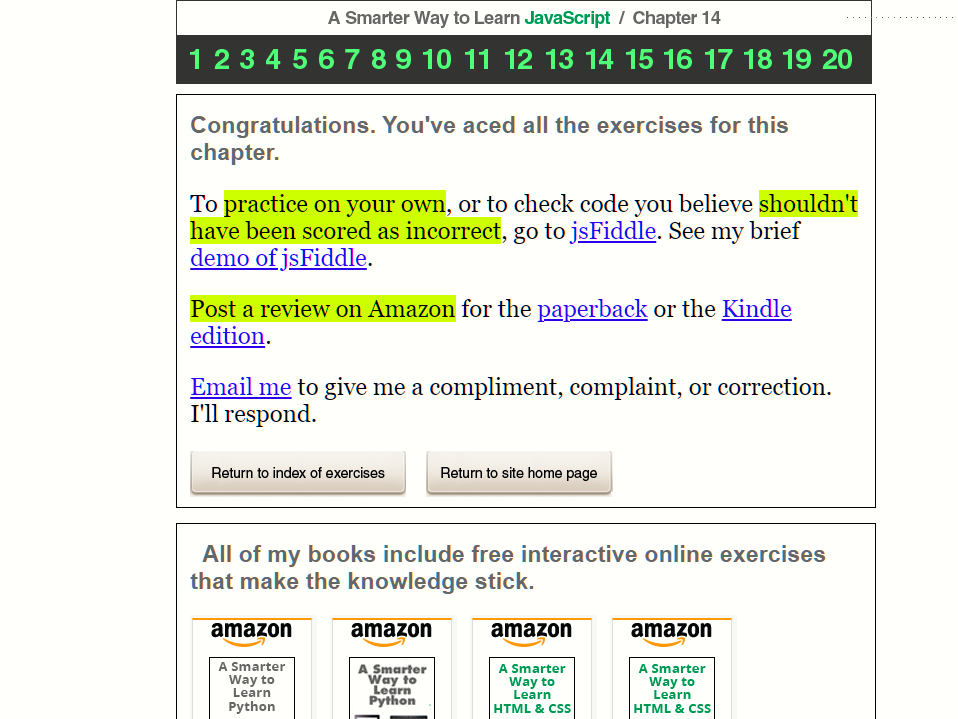 A Smarter Way to Learn JavaScript / Chapter 14
1 2 3 4 5 6 7 8 9 10 11 12 13 14 15 16 17 18 19 20
Congratulations. You've aced all the exercises for this
chapter.
To practice on your own, or to check code you believe shouldn't
have been scored as incorrect, go to jsFiddle. See my brief
demo of jsFiddle.
Post a review on Amazon for the paperback or the Kindle
edition.
Email me to give me a compliment, complaint, or correction.
I'll respond.
Return to index of exercises Return to site home page
All of my books include free interactive online exercises
that make the knowledge stick.
amazon amazon amazon amazon
A Smarter A Smarter A Smarter A Smarter
Way to Way to Way to Way to
Learn Learn Learn Learn
Python Python HTML & CSS HTML & CSS